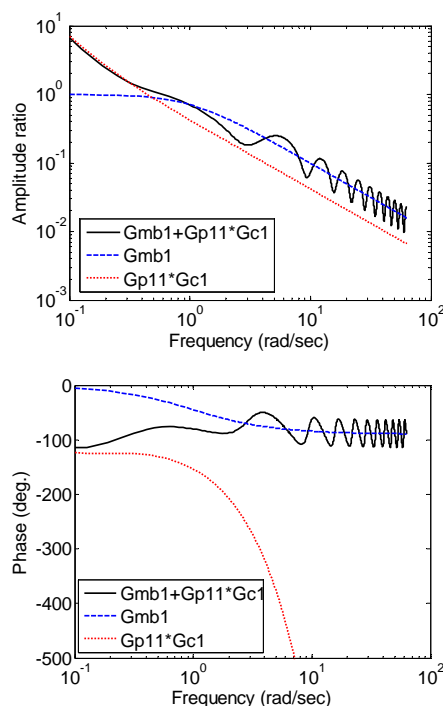 10^1
10^0
10^-1
10^-2
10^-3
Amplitude ratio
Gmb1+Gp11*Gc1
Gmb1
Gp11*Gc1
10^-1
10^0
10^1
10^2
Frequency (rad/sec)
0
-100
-200
-300
-400
-500
Phase (deg.)
Gmb1+Gp11*Gc1
Gmb1
Gp11*Gc1
10^-1
10^0
10^1
10^2
Frequency (rad/sec)